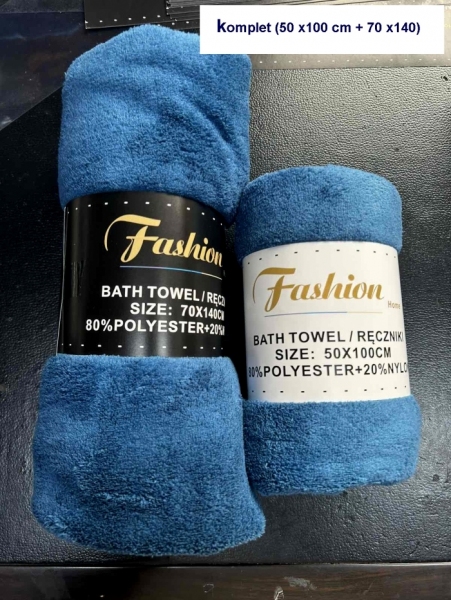 komplet (50 x100 cm + 70 x140)
Fashion
BATH TOWEL / RĘCZ
SIZE: 70X140CM
80%POLYESTER+20%
Fashion
Home
BATH TOWEL / RĘCZNIKI
SIZE: 50X100CM
80%POLYESTER+20%NYLO